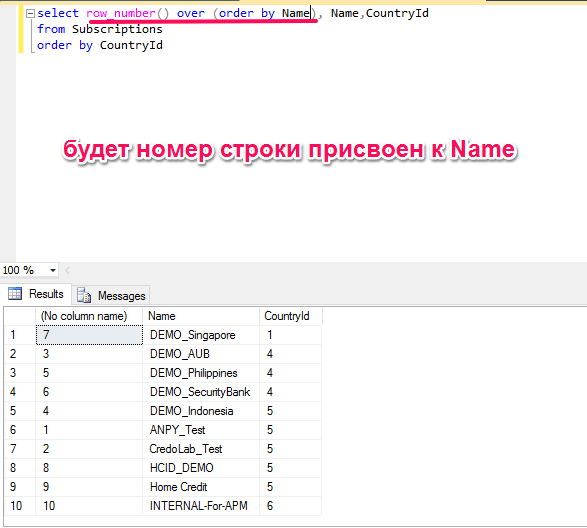 select row_number() over (order by Name), Name,CountryId
from Subscriptions
order by CountryId
будет номер строки присвоен к Name
100 %
Results Messages
(No column name) Name CountryId
1 7 DEMO_Singapore 1
2 3 DEMO_AUB 4
3 5 DEMO_Philippines 4
4 6 DEMO_SecurityBank 4
5 4 DEMO_Indonesia 5
6 1 ANPY_Test 5
7 2 CredoLab_Test 5
8 8 HCID_DEMO 5
9 9 Home Credit 5
10 10 INTERNAL-For-APM 6